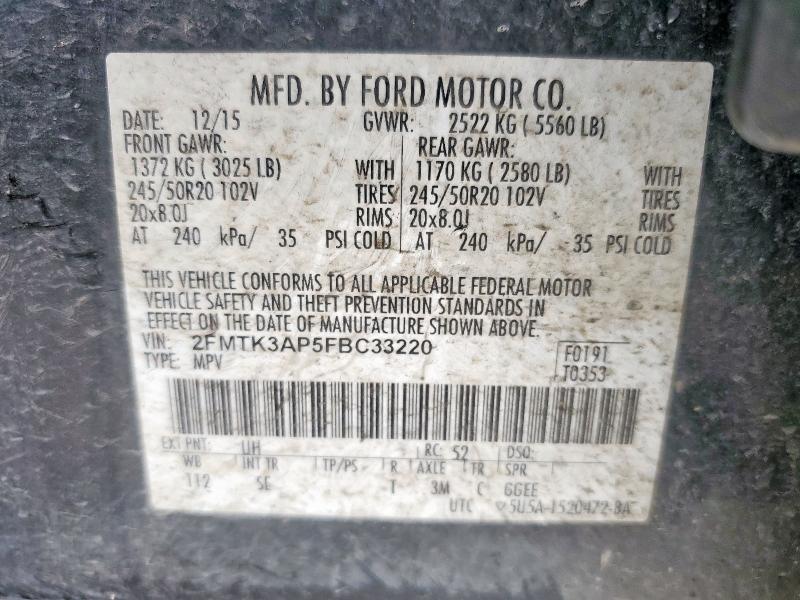 MFD. BY FORD MOTOR CO.
DATE: 12/15 GVWR: 2522 KG ( 5560 LB)
FRONT GAWR: REAR GAWR:
1372 KG ( 3025 LB) WITH 1170 KG ( 2580 LB) WITH
245/50R20 102V TIRES 245/50R20 102V TIRES
20x8.0J RIMS 20x8.0J RIMS
AT 240 kPa/ 35 PSI COLD AT 240 kPa/ 35 PSI COLD
THIS VEHICLE CONFORMS TO ALL APPLICABLE FEDERAL MOTOR
VEHICLE SAFETY AND THEFT PREVENTION STANDARDS IN
EFFECT ON THE DATE OF MANUFACTURE SHOWN ABOVE.
VIN: 2FMTK3AP5FBC33220
TYPE: MPV
F0191
T0353
EXT PNT: UH RC: 52 DSO:
WB INT TR TP/PS R AXLE TR SPR
112 SE T 3M C GGEE
UTC 5U5A-1520472-BA